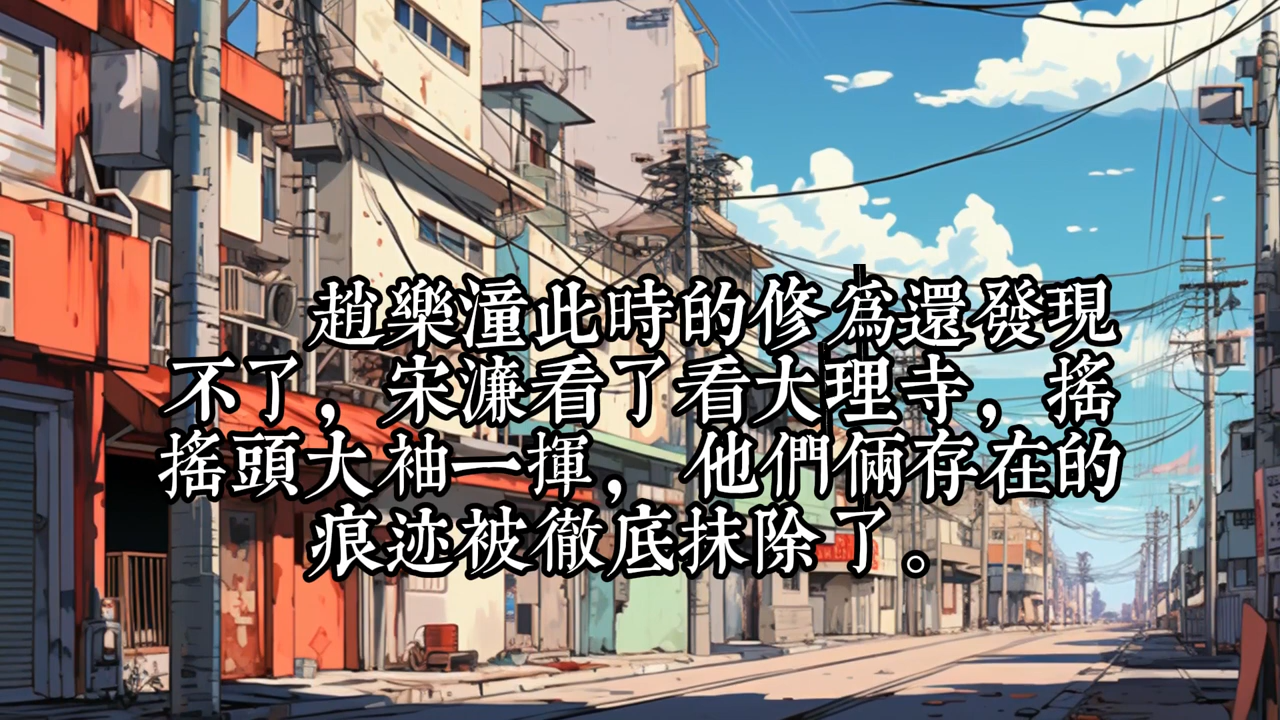 趙樂潼此時的修為還發現
不了，宋濂看了看大理寺，搖
搖頭大袖一揮，他們倆存在的
痕迹被徹底抹除了。